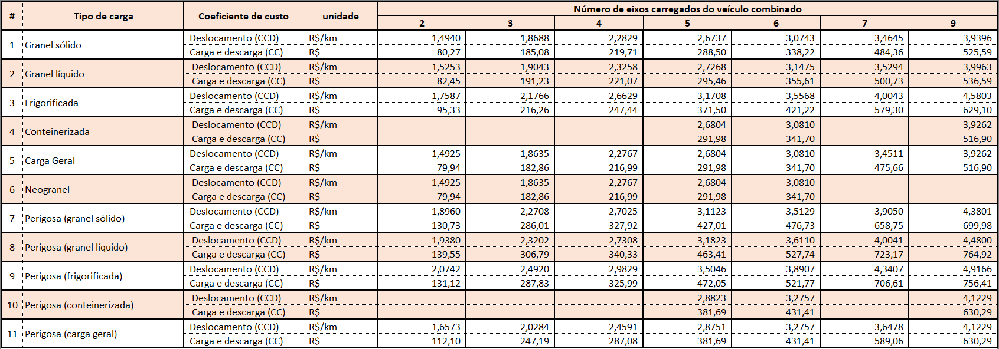 # Tipo de carga Coeficiente de custo unidade Número de eixos carregados do veículo combinado
2 3 4 5 6 7 9
1 Granel sólido Deslocamento (CCD) R$/km 1,4940 1,8688 2,2829 2,6737 3,0743 3,4645 3,9396
Carga e descarga (CC) R$ 80,27 185,08 219,71 288,50 338,22 484,36 525,59
2 Granel líquido Deslocamento (CCD) R$/km 1,5253 1,9043 2,3258 2,7268 3,1475 3,5294 3,9963
Carga e descarga (CC) R$ 82,45 191,23 221,07 295,46 355,61 500,73 536,59
3 Frigorificada Deslocamento (CCD) R$/km 1,7587 2,1766 2,6629 3,1708 3,5568 4,0043 4,5803
Carga e descarga (CC) R$ 95,33 216,26 247,44 371,50 421,22 579,30 629,10
4 Conteinerizada Deslocamento (CCD) R$/km 2,6804 3,0810 3,9262
Carga e descarga (CC) R$ 291,98 341,70 516,90
5 Carga Geral Deslocamento (CCD) R$/km 1,4925 1,8635 2,2767 2,6804 3,0810 3,4511 3,9262
Carga e descarga (CC) R$ 79,94 182,86 216,99 291,98 341,70 475,66 516,90
6 Neogranel Deslocamento (CCD) R$/km 1,4925 1,8635 2,2767 2,6804 3,0810
Carga e descarga (CC) R$ 79,94 182,86 216,99 291,98 341,70
7 Perigosa (granel sólido) Deslocamento (CCD) R$/km 1,8960 2,2708 2,7025 3,1123 3,5129 3,9050 4,3801
Carga e descarga (CC) R$ 130,73 286,01 327,92 427,01 476,73 658,75 699,98
8 Perigosa (granel líquido) Deslocamento (CCD) R$/km 1,9380 2,3202 2,7308 3,1823 3,6110 4,0041 4,4800
Carga e descarga (CC) R$ 139,55 306,79 340,33 463,41 527,74 723,17 764,92
9 Perigosa (frigorificada) Deslocamento (CCD) R$/km 2,0742 2,4920 2,9829 3,5046 3,8907 4,3407 4,9166
Carga e descarga (CC) R$ 131,12 287,83 325,99 472,05 521,77 706,61 756,41
10 Perigosa (conteinerizada) Deslocamento (CCD) R$/km 2,8823 3,2757 4,1229
Carga e descarga (CC) R$ 381,69 431,41 630,29
11 Perigosa (carga geral) Deslocamento (CCD) R$/km 1,6573 2,0284 2,4591 2,8751 3,2757 3,6478 4,1229
Carga e descarga (CC) R$ 112,10 247,19 287,08 381,69 431,41 589,06 630,29